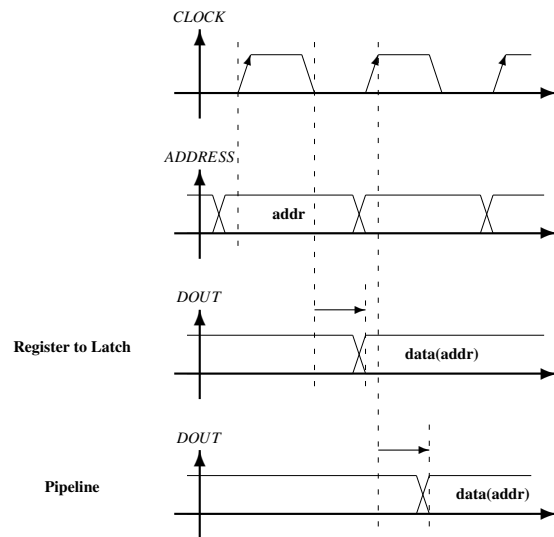 CLOCK
ADDRESS
addr
DOUT
Register to Latch
data(addr)
DOUT
Pipeline
data(addr)